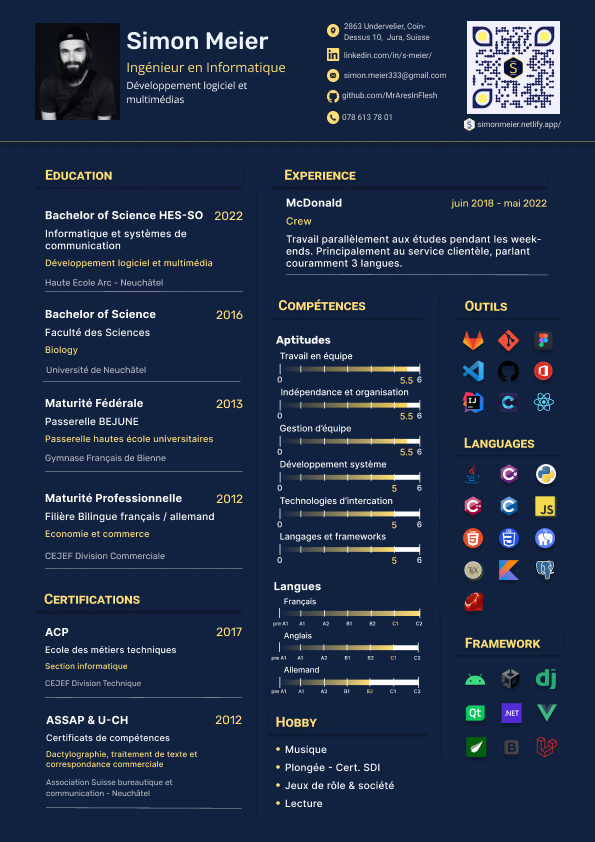 Simon Meier
Ingénieur en Informatique
Développement logiciel et
multimédias
2863 Undervelier, Coin-
Dessus 10, Jura, Suisse
linkedin.com/in/s-meier/
simon.meier333@gmail.com
github.com/MrAresInFlesh
078 613 78 01
simonmeier.netlify.app/
EDUCATION
Bachelor of Science HES-SO 2022
Informatique et systèmes de
communication
Développement logiciel et multimédia
Haute Ecole Arc - Neuchâtel
Bachelor of Science 2016
Faculté des Sciences
Biology
Université de Neuchâtel
Maturité Fédérale 2013
Passerelle BEJUNE
Passerelle hautes école universitaires
Gymnase Français de Bienne
Maturité Professionnelle 2012
Filière Bilingue français / allemand
Economie et commerce
CEJEF Division Commerciale
CERTIFICATIONS
ACP 2017
Ecole des métiers techniques
Section informatique
CEJEF Division Technique
ASSAP & U-CH 2012
Certificats de compétences
Dactylographie, traitement de texte et
correspondance commerciale
Association Suisse bureautique et
communication - Neuchâtel
EXPERIENCE
McDonald juin 2018 - mai 2022
Crew
Travail parallèlement aux études pendant les week-
ends. Principalement au service clientèle, parlant
couramment 3 langues.
COMPÉTENCES
Aptitudes
Travail en équipe
0 5.5 6
Indépendance et organisation
0 5.5 6
Gestion d'équipe
0 5.5 6
Développement système
0 5 6
Technologies d'intercation
0 5 6
Langages et frameworks
0 5 6
Langues
Français
pre A1 A1 A2 B1 B2 C1 C2
Anglais
pre A1 A1 A2 B1 B2 C1 C2
Allemand
pre A1 A1 A2 B1 B2 C1 C2
HOBBY
• Musique
• Plongée - Cert. SDI
• Jeux de rôle & société
• Lecture
OUTILS
IJ C
LANGUAGES
C
C++ C JS
5 3
TEX
FRAMEWORK
dj
Qt .NET
B